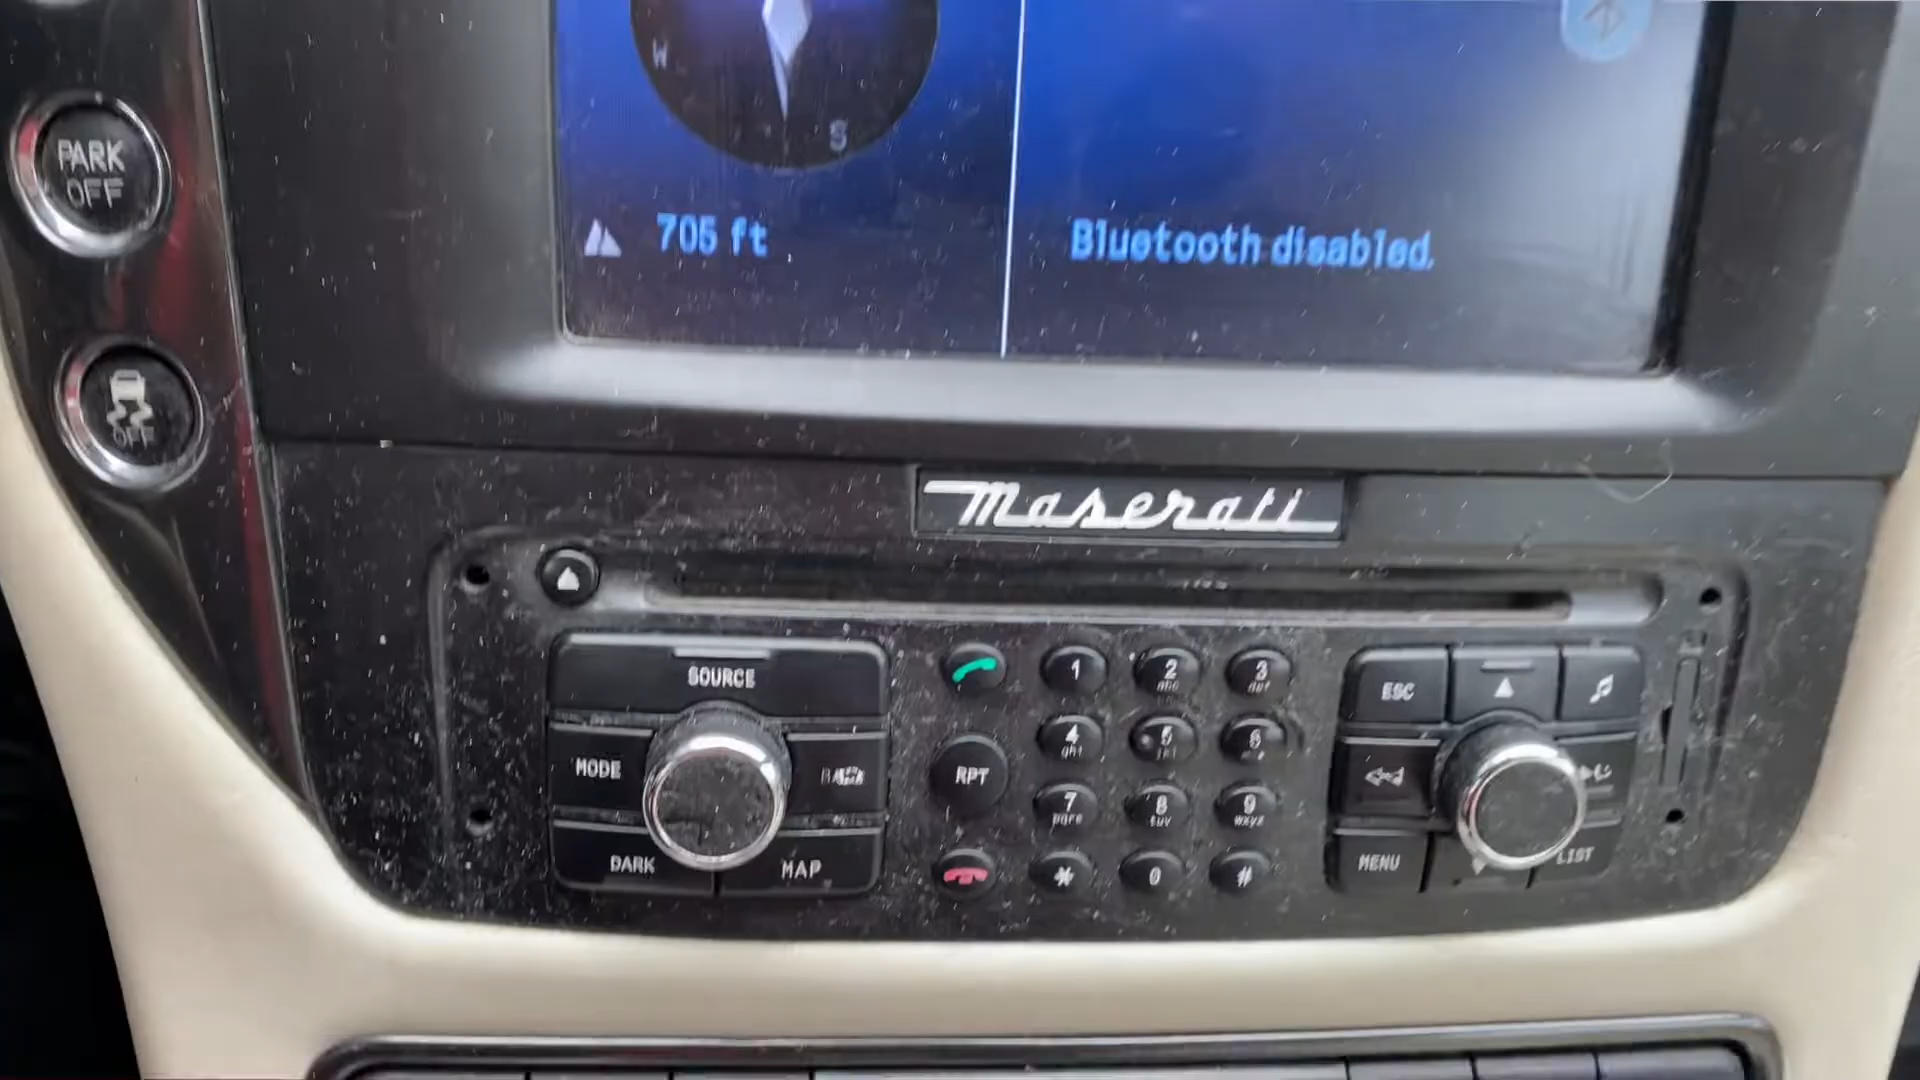 W
S
PARK
OFF
705 ft
Bluetooth disabled.
OFF
Maserati
SOURCE
1
2
abc
3
def
ESC
MODE
4
ghi
5
jkl
6
RPT
7
pqrs
8
tuv
9
wxyz
DARK
MAP
*
0
#
MENU
LIST